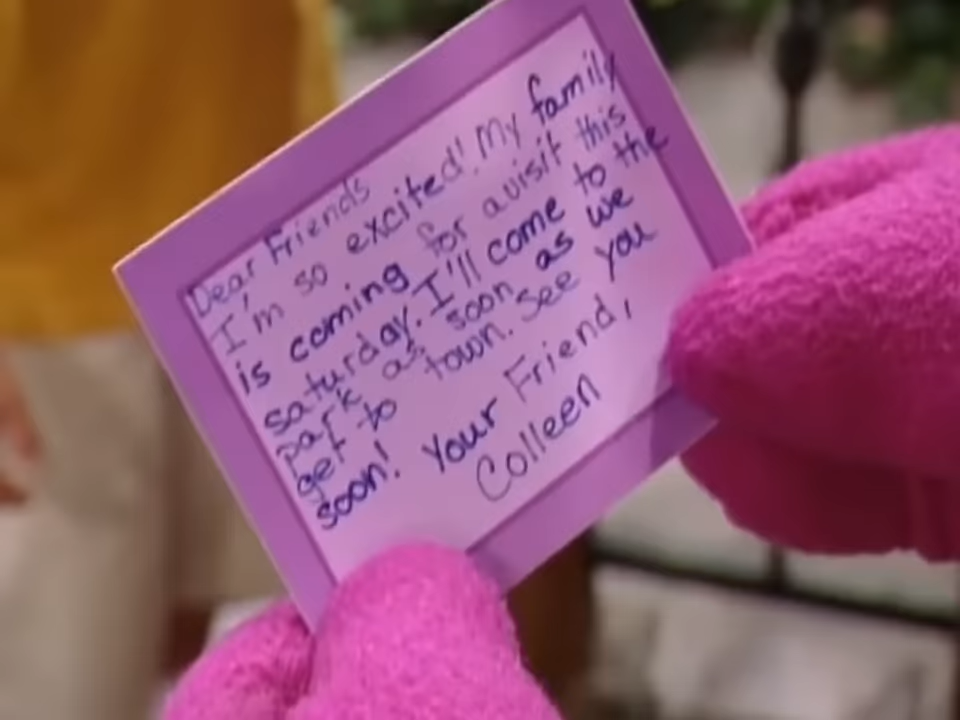 Dear Friends
I'm so excited! My family
is coming for a visit this
saturday. I'll come to the
park as soon as we
get to town. See you
soon! Your Friend,
Colleen